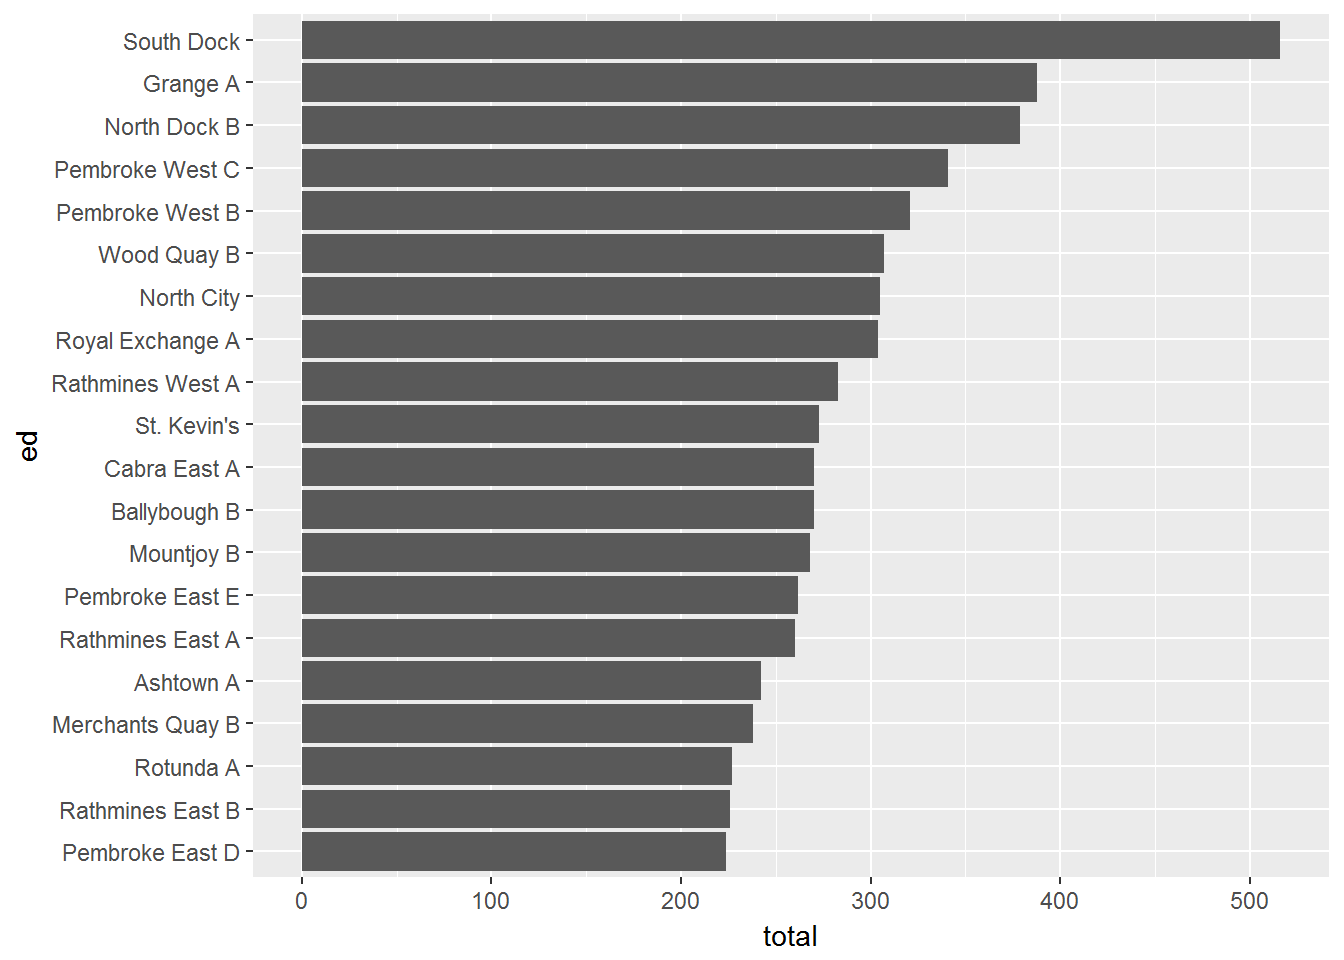 South Dock
Grange A
North Dock B
Pembroke West C
Pembroke West B
Wood Quay B
North City
Royal Exchange A
Rathmines West A
St. Kevin's
Cabra East A
Ballybough B
Mountjoy B
Pembroke East E
Rathmines East A
Ashtown A
Merchants Quay B
Rotunda A
Rathmines East B
Pembroke East D
ed
0 100 200 300 400 500
total